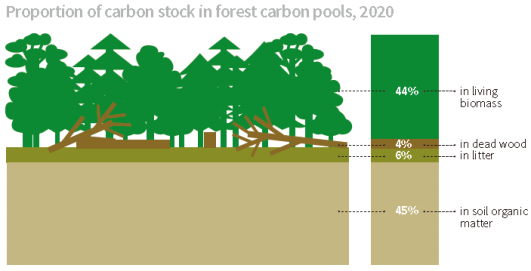 Proportion of carbon stock in forest carbon pools, 2020
44%
in living
biomass
4%
in dead wood
6%
in litter
45%
in soil organic
matter